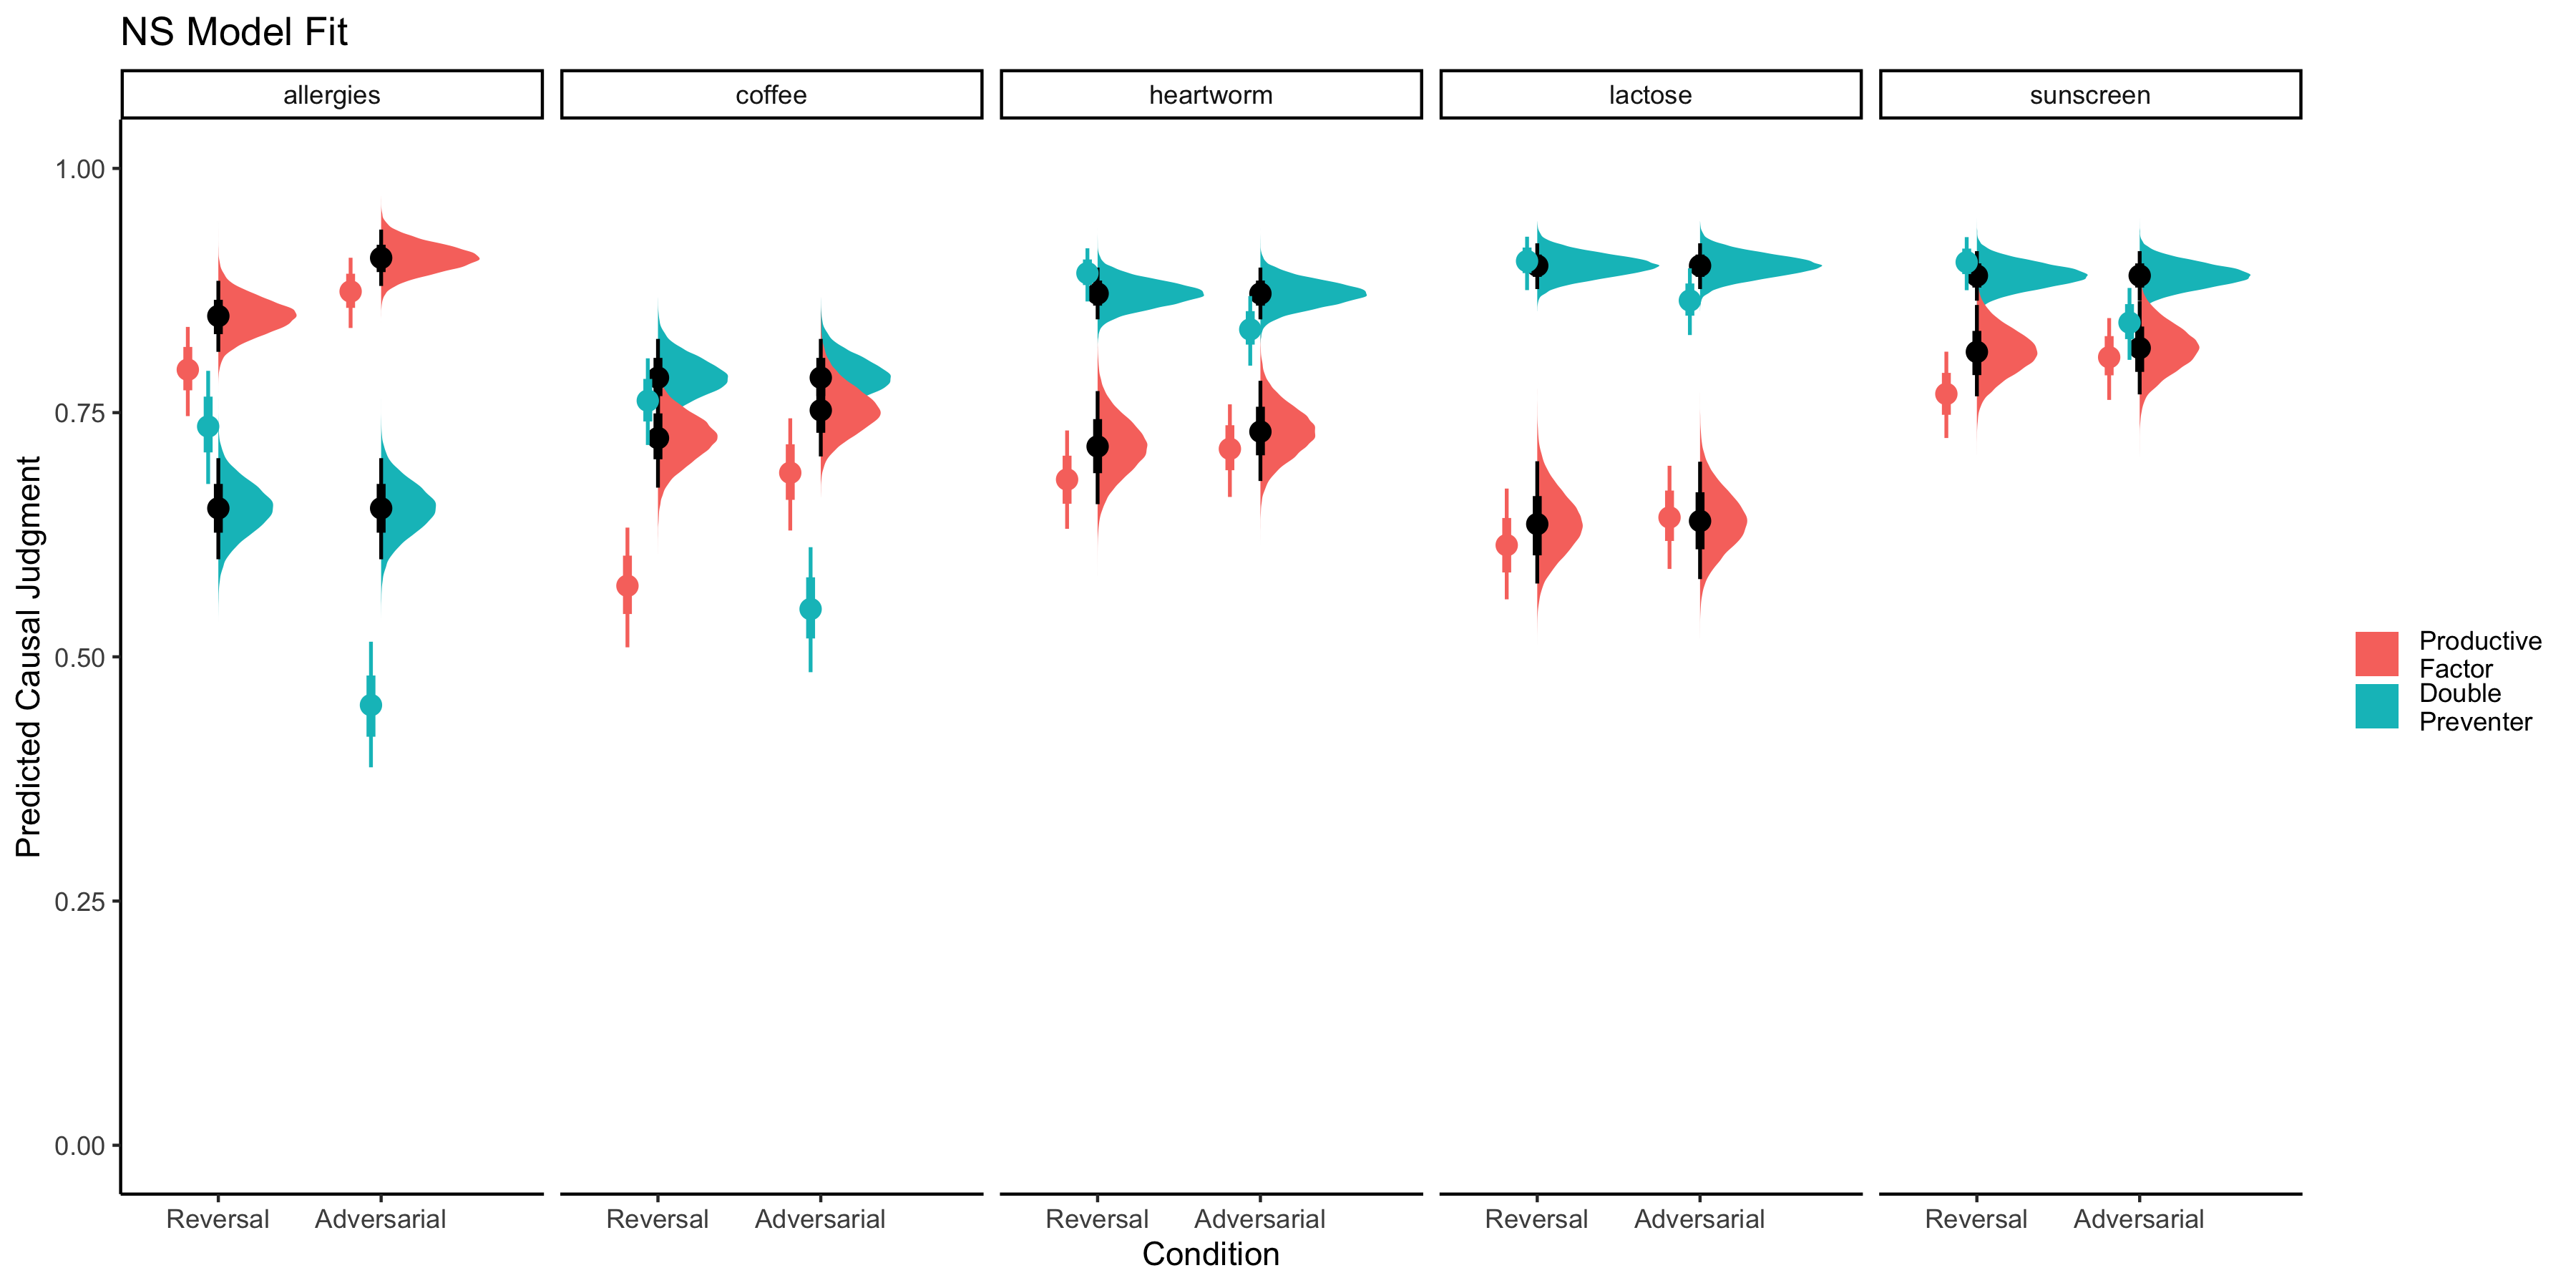 NS Model Fit
allergies
coffee
heartworm
lactose
sunscreen
Predicted Causal Judgment
1.00
0.75
0.50
0.25
0.00
Reversal
Adversarial
Reversal
Adversarial
Reversal
Adversarial
Reversal
Adversarial
Reversal
Adversarial
Condition
Productive
Factor
Double
Preventer